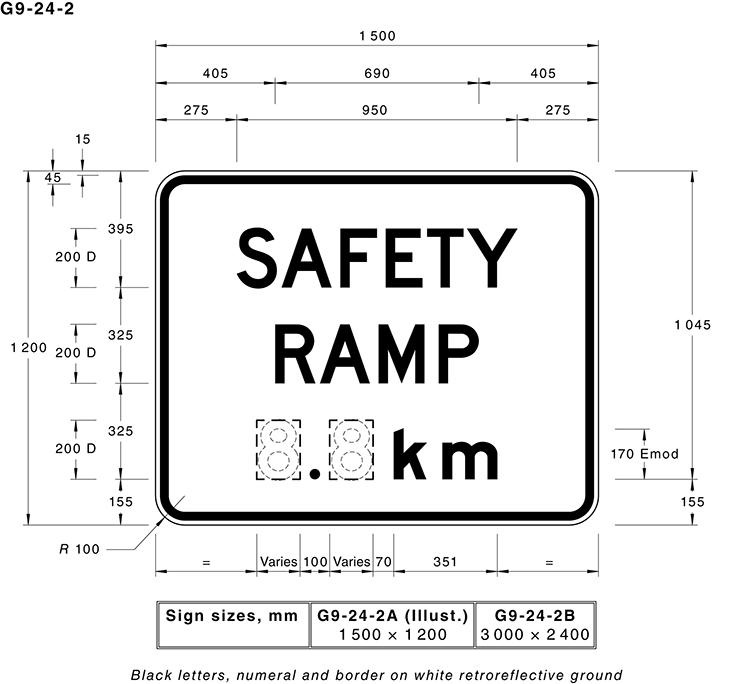 G9-24-2
1 500
405 690 405
275 950 275
15
45
395
200 D
SAFETY
1 045
1 200
325
200 D
RAMP
325
200 D
8.8 km
170 Emod
155
155
R 100
= Varies 100 Varies 70 351 =
Sign sizes, mm G9-24-2A (Illust.) G9-24-2B
1 500 × 1 200 3 000 × 2 400
Black letters, numeral and border on white retroreflective ground